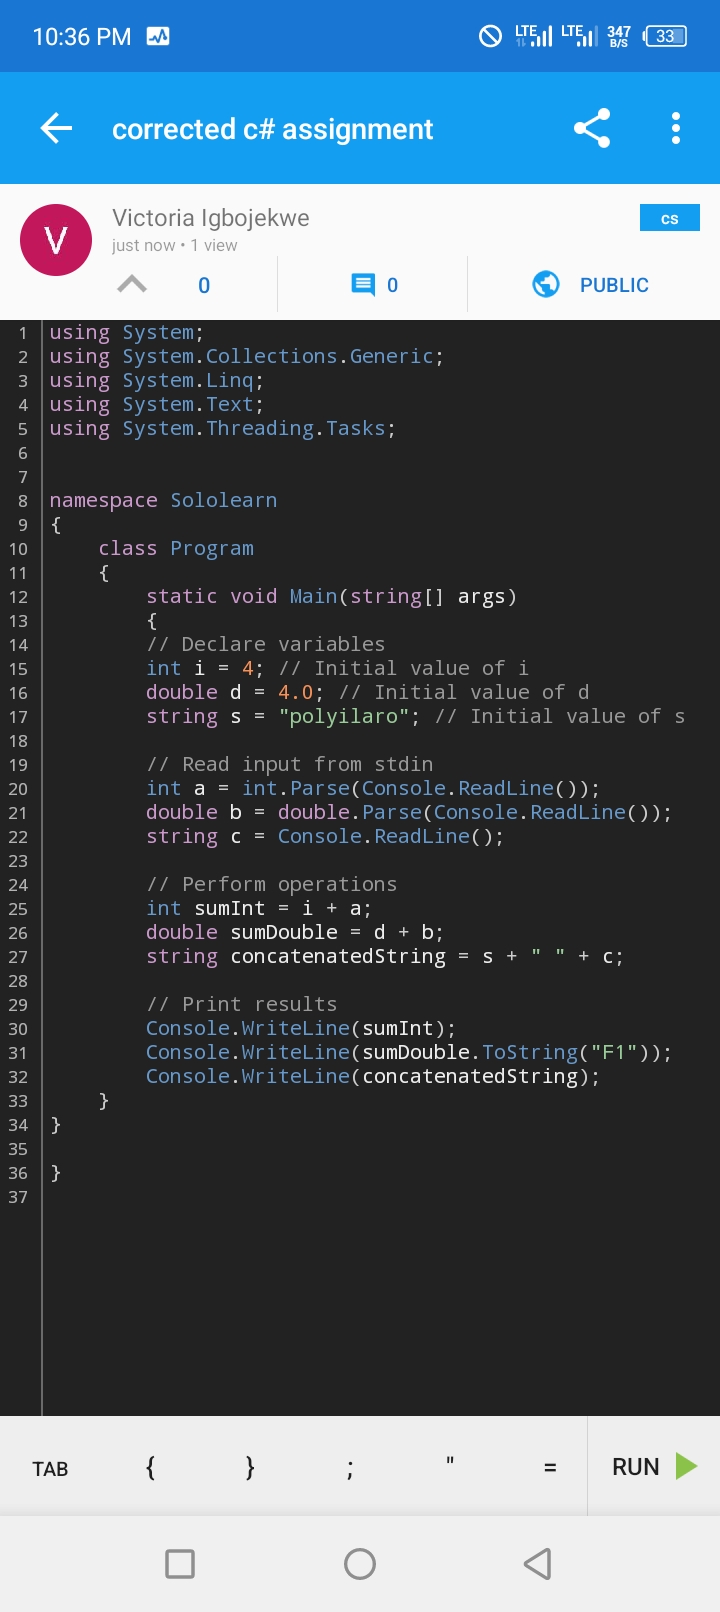 10:36 PM
LTE LTE 347 B/S 33
corrected c# assignment
V
Victoria Igbojekwe
cs
just now • 1 view
0 0 PUBLIC
1 using System;
2 using System.Collections.Generic;
3 using System.Linq;
4 using System.Text;
5 using System.Threading.Tasks;
6
7
8 namespace Sololearn
9 {
10     class Program
11     {
12         static void Main(string[] args)
13         {
14         // Declare variables
15         int i = 4; // Initial value of i
16         double d = 4.0; // Initial value of d
17         string s = "polyilaro"; // Initial value of s
18
19         // Read input from stdin
20         int a = int.Parse(Console.ReadLine());
21         double b = double.Parse(Console.ReadLine());
22         string c = Console.ReadLine();
23
24         // Perform operations
25         int sumInt = i + a;
26         double sumDouble = d + b;
27         string concatenatedString = s + " " + c;
28
29         // Print results
30         Console.WriteLine(sumInt);
31         Console.WriteLine(sumDouble.ToString("F1"));
32         Console.WriteLine(concatenatedString);
33     }
34 }
35
36 }
37
TAB { } ; " = RUN